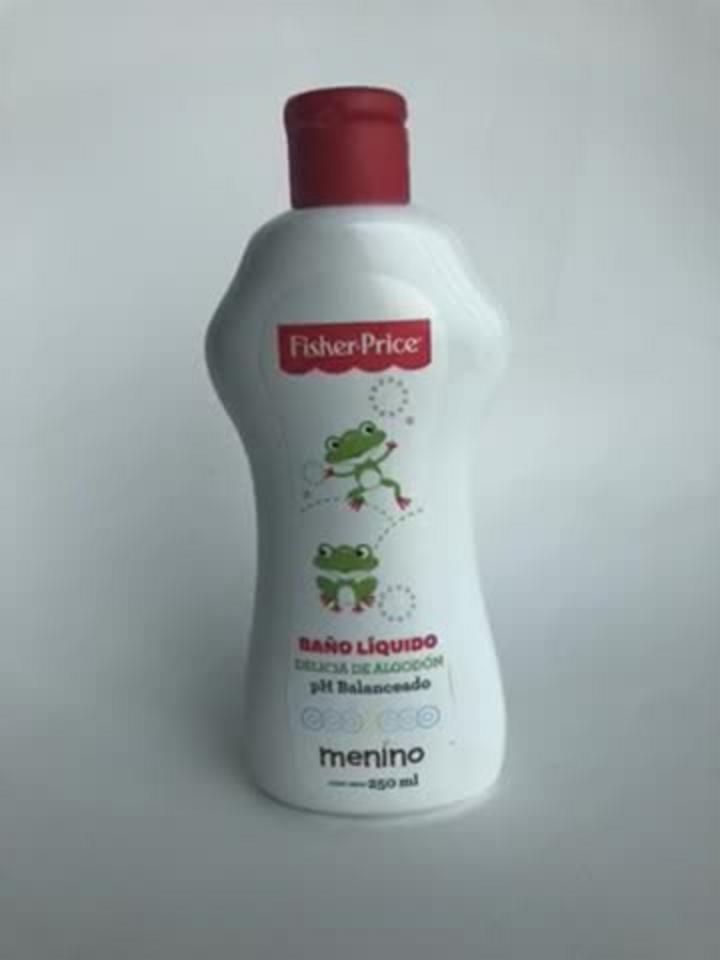 Fisher-Price
BAÑO LÍQUIDO
DELICIA DE ALGODÓN
pH Balanceado
menino
250 ml